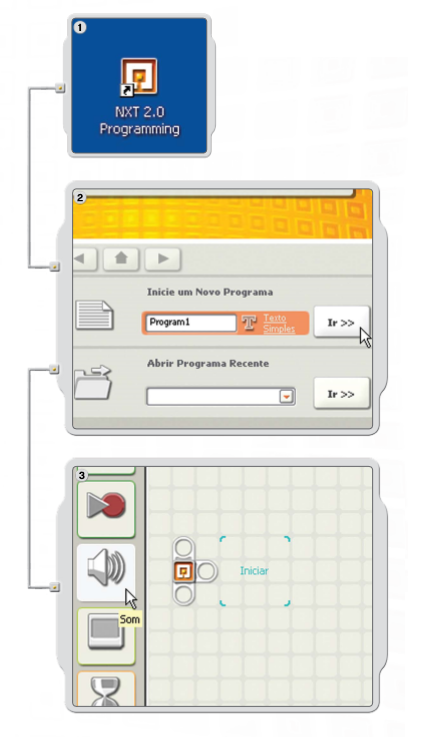 1
NXT 2.0
Programming
2
Inicie um Novo Programa
Program1
T Texto
Simples
Ir >>
Abrir Programa Recente
Ir >>
3
Iniciar
Som